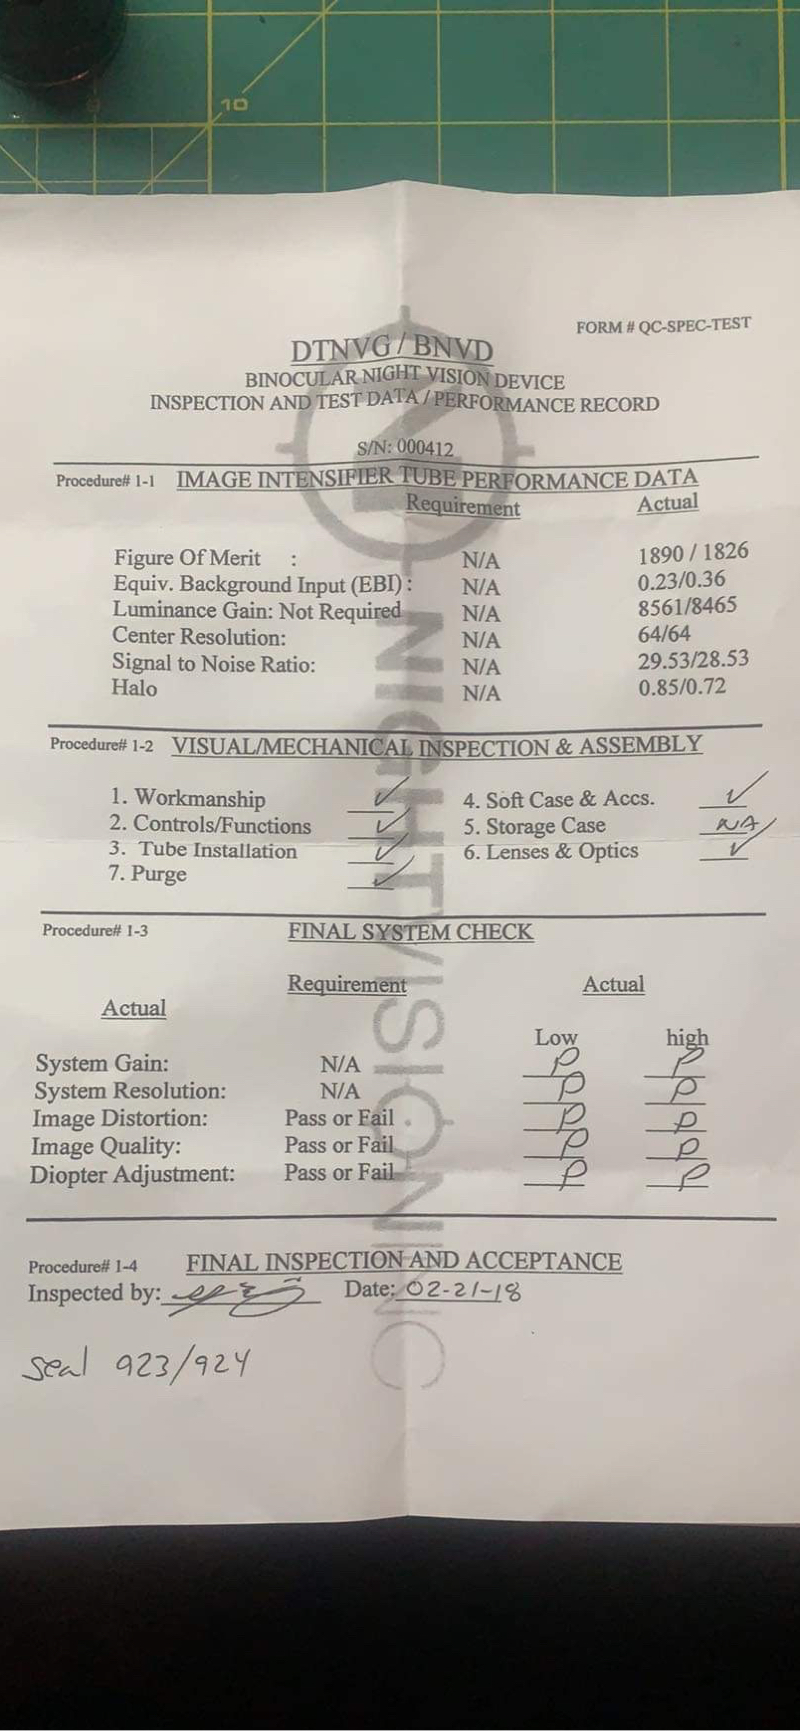 10
FORM # QC-SPEC-TEST
DTNVG / BNVD
BINOCULAR NIGHT VISION DEVICE
INSPECTION AND TEST DATA / PERFORMANCE RECORD
S/N: 000412
Procedure# 1-1 IMAGE INTENSIFIER TUBE PERFORMANCE DATA
Requirement Actual
Figure Of Merit : N/A 1890 / 1826
Equiv. Background Input (EBI) : N/A 0.23/0.36
Luminance Gain: Not Required N/A 8561/8465
Center Resolution: N/A 64/64
Signal to Noise Ratio: N/A 29.53/28.53
Halo N/A 0.85/0.72
Procedure# 1-2 VISUAL/MECHANICAL INSPECTION & ASSEMBLY
1. Workmanship ✓ 4. Soft Case & Accs. ✓
2. Controls/Functions ✓ 5. Storage Case NA
3. Tube Installation ✓ 6. Lenses & Optics ✓
7. Purge ✓
Procedure# 1-3 FINAL SYSTEM CHECK
Requirement Actual
Actual
Low high
System Gain: N/A P P
System Resolution: N/A P P
Image Distortion: Pass or Fail P P
Image Quality: Pass or Fail P P
Diopter Adjustment: Pass or Fail P P
Procedure# 1-4 FINAL INSPECTION AND ACCEPTANCE
Inspected by: Date: 02-21-18
Seal 923/924
NIGHTVISION INC